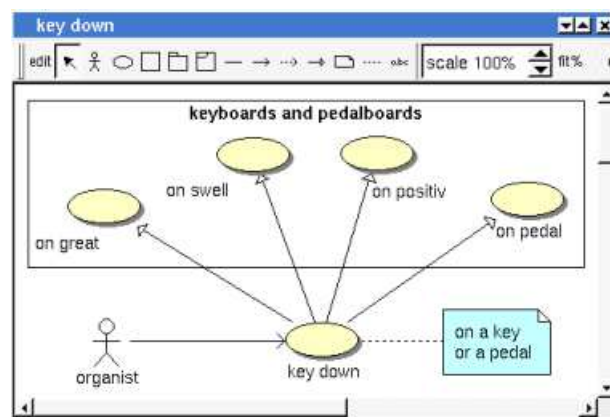 key down
edit
abc
scale 100%
fit%
keyboards and pedalboards
on swell
on positiv
on great
on pedal
organist
key down
on a key
or a pedal